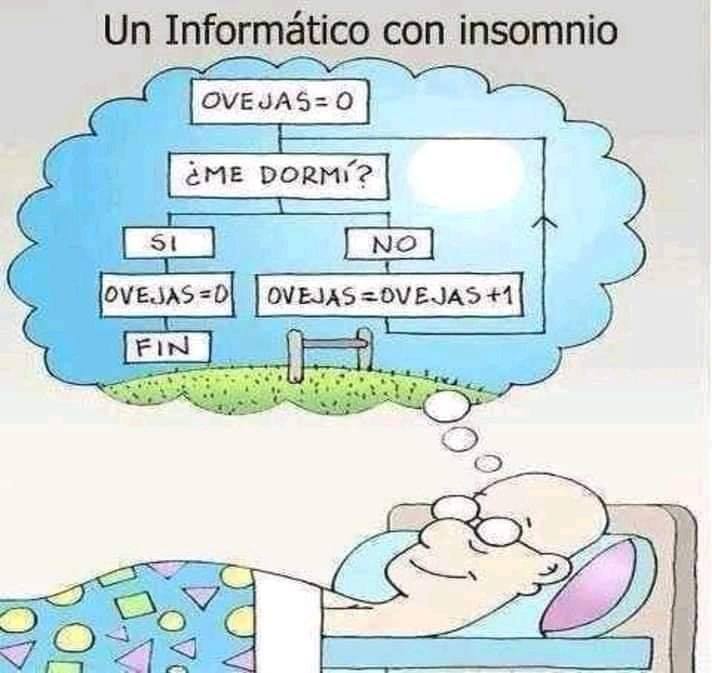 Un Informático con insomnio
OVEJAS=0
¿ME DORMÍ?
SI
NO
OVEJAS=0
OVEJAS=OVEJAS+1
FIN